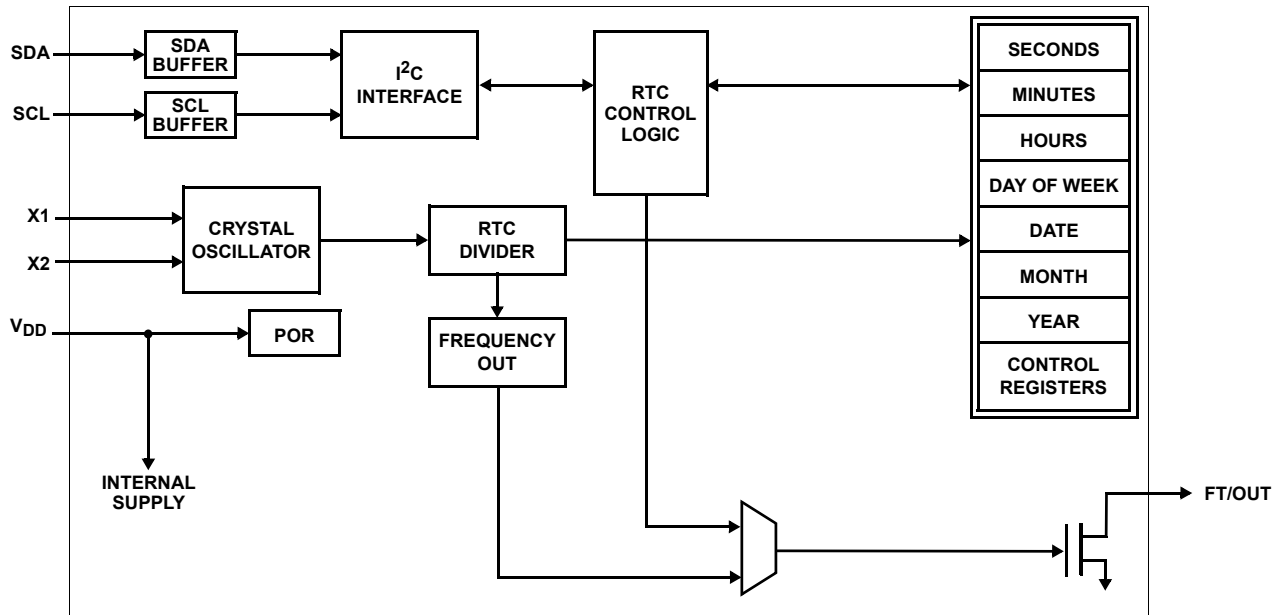 SDA
SDA
BUFFER
I²C
INTERFACE
RTC
CONTROL
LOGIC
SECONDS
MINUTES
HOURS
DAY OF WEEK
DATE
MONTH
YEAR
CONTROL
REGISTERS
SCL
SCL
BUFFER
X1
X2
CRYSTAL
OSCILLATOR
RTC
DIVIDER
VDD
POR
FREQUENCY
OUT
INTERNAL
SUPPLY
FT/OUT